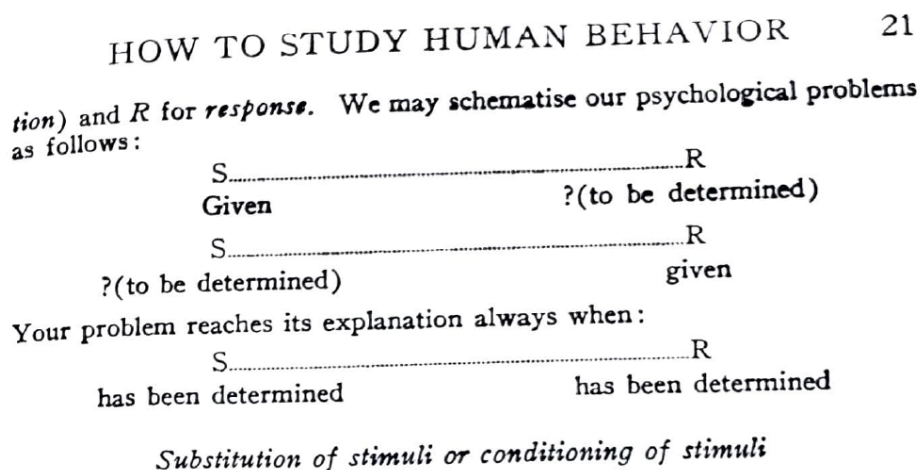 HOW TO STUDY HUMAN BEHAVIOR 21
tion) and R for response. We may schematise our psychological problems
as follows:
S................................................R
Given ?(to be determined)
S................................................R
?(to be determined) given
Your problem reaches its explanation always when:
S................................................R
has been determined has been determined
Substitution of stimuli or conditioning of stimuli